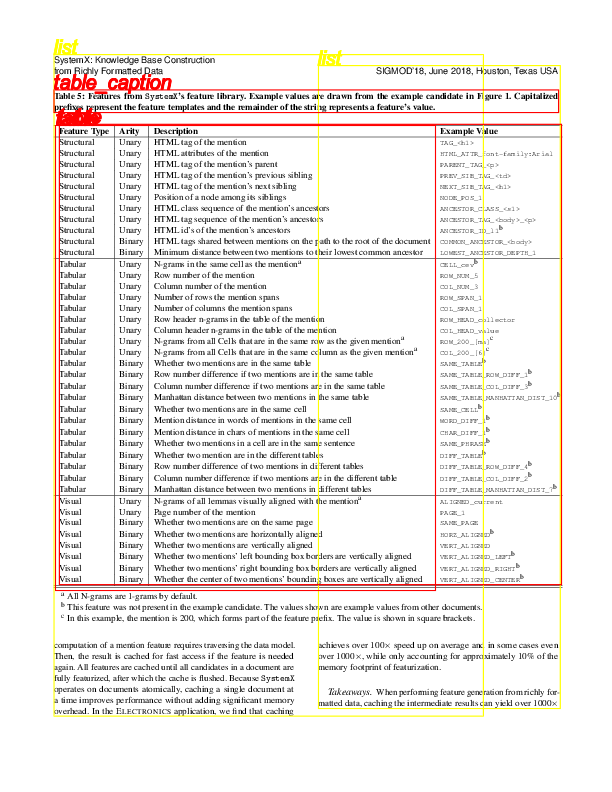 list
list
SystemX: Knowledge Base Construction
from Richly Formatted Data
SIGMOD'18, June 2018, Houston, Texas USA
table_caption
Table 5: Features from SystemX's feature library. Example values are drawn from the example candidate in Figure 1. Capitalized
prefixes represent the feature templates and the remainder of the string represents a feature's value.
table
Feature Type Arity Description Example Value
Structural Unary HTML tag of the mention TAG_<h1>
Structural Unary HTML attributes of the mention HTML_ATTR_font-family:Arial
Structural Unary HTML tag of the mention's parent PARENT_TAG_<p>
Structural Unary HTML tag of the mention's previous sibling PREV_SIB_TAG_<td>
Structural Unary HTML tag of the mention's next sibling NEXT_SIB_TAG_<h1>
Structural Unary Position of a node among its siblings NODE_POS_1
Structural Unary HTML class sequence of the mention's ancestors ANCESTOR_CLASS_<s1>
Structural Unary HTML tag sequence of the mention's ancestors ANCESTOR_TAG_<body>_<p>
Structural Unary HTML id's of the mention's ancestors ANCESTOR_ID_l1b
Structural Binary HTML tags shared between mentions on the path to the root of the document COMMON_ANCESTOR_<body>
Structural Binary Minimum distance between two mentions to their lowest common ancestor LOWEST_ANCESTOR_DEPTH_1
Tabular Unary N-grams in the same cell as the mentiona CELL_cevb
Tabular Unary Row number of the mention ROW_NUM_5
Tabular Unary Column number of the mention COL_NUM_3
Tabular Unary Number of rows the mention spans ROW_SPAN_1
Tabular Unary Number of columns the mention spans COL_SPAN_1
Tabular Unary Row header n-grams in the table of the mention ROW_HEAD_collector
Tabular Unary Column header n-grams in the table of the mention COL_HEAD_value
Tabular Unary N-grams from all Cells that are in the same row as the given mentiona ROW_200_[ma]c
Tabular Unary N-grams from all Cells that are in the same column as the given mentiona COL_200_[6]c
Tabular Binary Whether two mentions are in the same table SAME_TABLEb
Tabular Binary Row number difference if two mentions are in the same table SAME_TABLE_ROW_DIFF_1b
Tabular Binary Column number difference if two mentions are in the same table SAME_TABLE_COL_DIFF_3b
Tabular Binary Manhattan distance between two mentions in the same table SAME_TABLE_MANHATTAN_DIST_10b
Tabular Binary Whether two mentions are in the same cell SAME_CELLb
Tabular Binary Mention distance in words of mentions in the same cell WORD_DIFF_1b
Tabular Binary Mention distance in chars of mentions in the same cell CHAR_DIFF_1b
Tabular Binary Whether two mentions in a cell are in the same sentence SAME_PHRASEb
Tabular Binary Whether two mention are in the different tables DIFF_TABLEb
Tabular Binary Row number difference of two mentions in different tables DIFF_TABLE_ROW_DIFF_4b
Tabular Binary Column number difference if two mentions are in the different table DIFF_TABLE_COL_DIFF_2b
Tabular Binary Manhattan distance between two mentions in different tables DIFF_TABLE_MANHATTAN_DIST_7b
Visual Unary N-grams of all lemmas visually aligned with the mentiona ALIGNED_current
Visual Unary Page number of the mention PAGE_1
Visual Binary Whether two mentions are on the same page SAME_PAGE
Visual Binary Whether two mentions are horizontally aligned HORZ_ALIGNEDb
Visual Binary Whether two mentions are vertically aligned VERT_ALIGNED
Visual Binary Whether two mentions' left bounding box borders are vertically aligned VERT_ALIGNED_LEFTb
Visual Binary Whether two mentions' right bounding box borders are vertically aligned VERT_ALIGNED_RIGHTb
Visual Binary Whether the center of two mentions' bounding boxes are vertically aligned VERT_ALIGNED_CENTERb
a All N-grams are 1-grams by default.
b This feature was not present in the example candidate. The values shown are example values from other documents.
c In this example, the mention is 200, which forms part of the feature prefix. The value is shown in square brackets.
computation of a mention feature requires traversing the data model.
Then, the result is cached for fast access if the feature is needed
again. All features are cached until all candidates in a document are
fully featurized, after which the cache is flushed. Because SystemX
operates on documents atomically, caching a single document at
a time improves performance without adding significant memory
overhead. In the ELECTRONICS application, we find that caching
achieves over 100× speed up on average and in some cases even
over 1000×, while only accounting for approximately 10% of the
memory footprint of featurization.
Takeaways. When performing feature generation from richly for-
matted data, caching the intermediate results can yield over 1000×